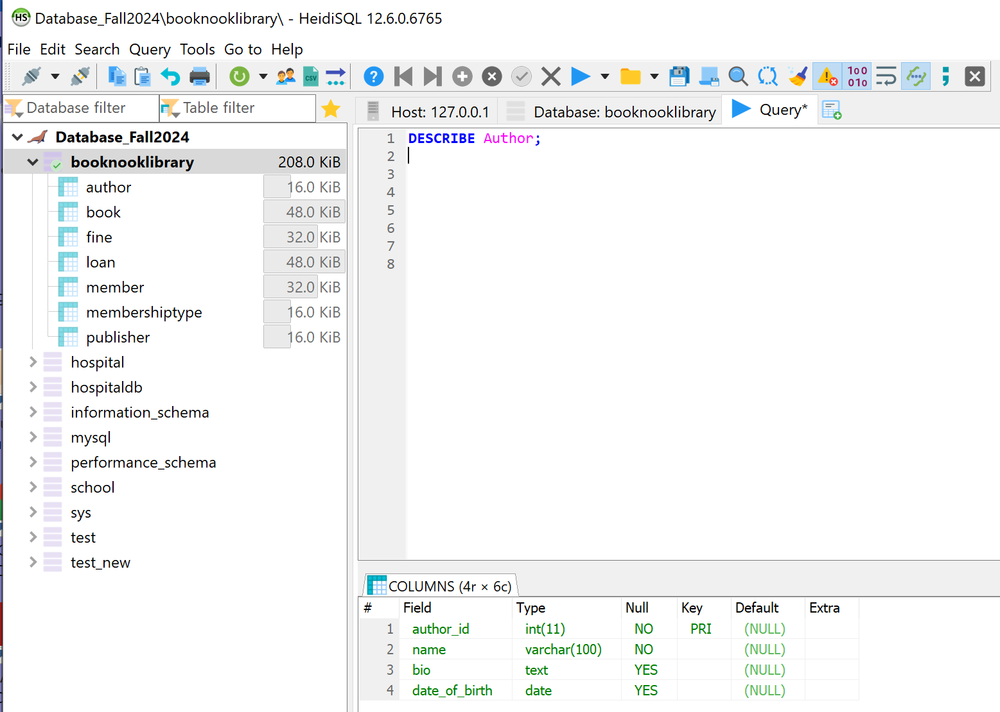 HS Database_Fall2024\booknooklibrary\ - HeidiSQL 12.6.0.6765
File Edit Search Query Tools Go to Help
CSV ? 100 010 ;
Database filter Table filter
Host: 127.0.0.1 Database: booknooklibrary Query*
Database_Fall2024
booknooklibrary 208.0 KiB
author 16.0 KiB
book 48.0 KiB
fine 32.0 KiB
loan 48.0 KiB
member 32.0 KiB
membershiptype 16.0 KiB
publisher 16.0 KiB
hospital
hospitaldb
information_schema
mysql
performance_schema
school
sys
test
test_new
1 DESCRIBE Author;
2
3
4
5
6
7
8
COLUMNS (4r × 6c)
# Field Type Null Key Default Extra
1 author_id int(11) NO PRI (NULL)
2 name varchar(100) NO (NULL)
3 bio text YES (NULL)
4 date_of_birth date YES (NULL)